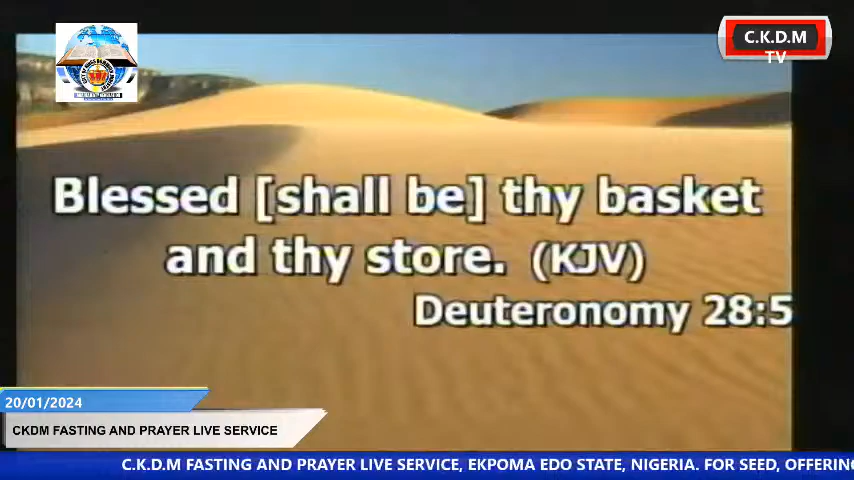 C.K.D.M
TV
Blessed [shall be] thy basket
and thy store. (KJV)
Deuteronomy 28:5
20/01/2024
CKDM FASTING AND PRAYER LIVE SERVICE
C.K.D.M FASTING AND PRAYER LIVE SERVICE, EKPOMA EDO STATE, NIGERIA. FOR SEED, OFFERING